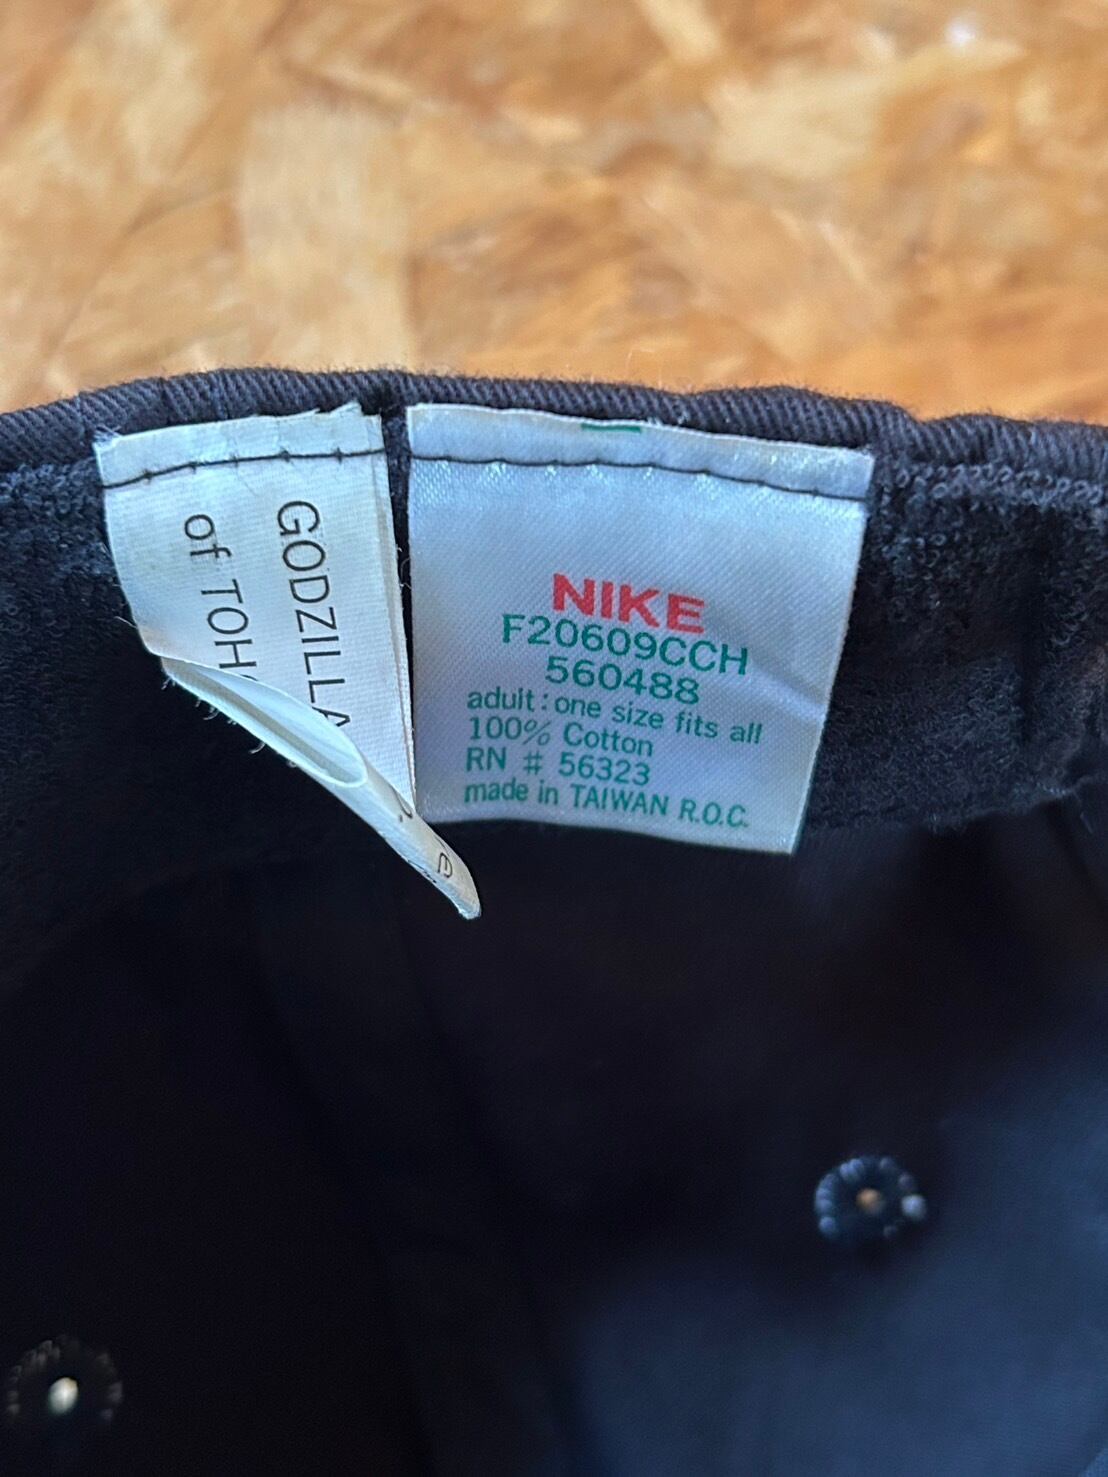 GODZILLA
of TOH
NIKE
F20609CCH
560488
adult : one size fits all
100% Cotton
RN # 56323
made in TAIWAN R.O.C.